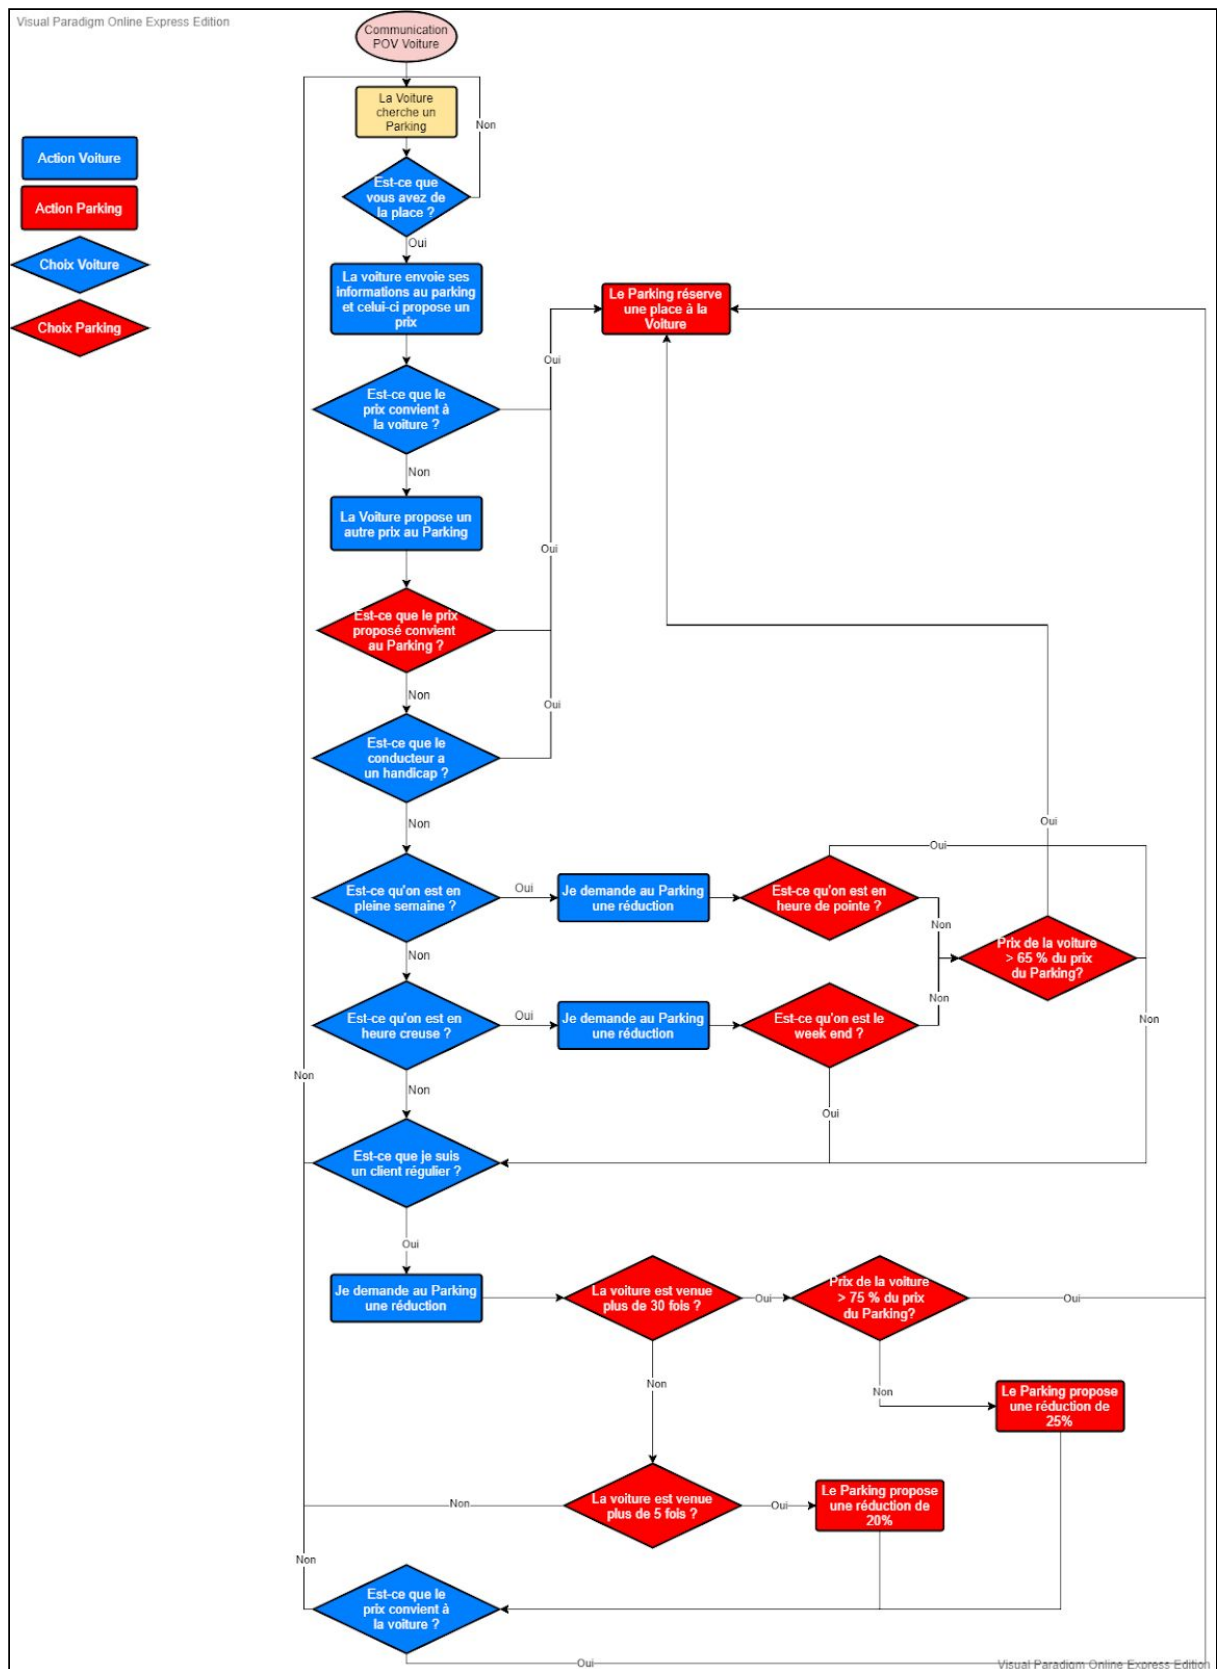 Visual Paradigm Online Express Edition
Communication
POV Voiture
La Voiture
cherche un
Parking
Non
Action Voiture
Est-ce que
vous avez de
la place ?
Action Parking
Oui
Choix Voiture
La voiture envoie ses
informations au parking
et celui-ci propose un
prix
Le Parking réserve
une place à la
Voiture
Choix Parking
Oui
Est-ce que le
prix convient à
la voiture ?
Non
La Voiture propose un
autre prix au Parking
Oui
Est-ce que le prix
proposé convient
au Parking ?
Non
Oui
Est-ce que le
conducteur a
un handicap ?
Non
Oui
Oui
Est-ce qu'on est en
pleine semaine ?
Oui
Je demande au Parking
une réduction
Est-ce qu'on est en
heure de pointe ?
Non
Prix de la voiture
> 65 % du prix
du Parking?
Non
Non
Est-ce qu'on est en
heure creuse ?
Oui
Je demande au Parking
une réduction
Est-ce qu'on est le
week end ?
Non
Non
Non
Oui
Est-ce que je suis
un client régulier ?
Oui
Je demande au Parking
une réduction
La voiture est venue
plus de 30 fois ?
Oui
Prix de la voiture
> 75 % du prix
du Parking?
Oui
Non
Non
Le Parking propose
une réduction de
25%
Non
La voiture est venue
plus de 5 fois ?
Oui
Le Parking propose
une réduction de
20%
Non
Est-ce que le
prix convient à
la voiture ?
Oui
Visual Paradigm Online Express Edition